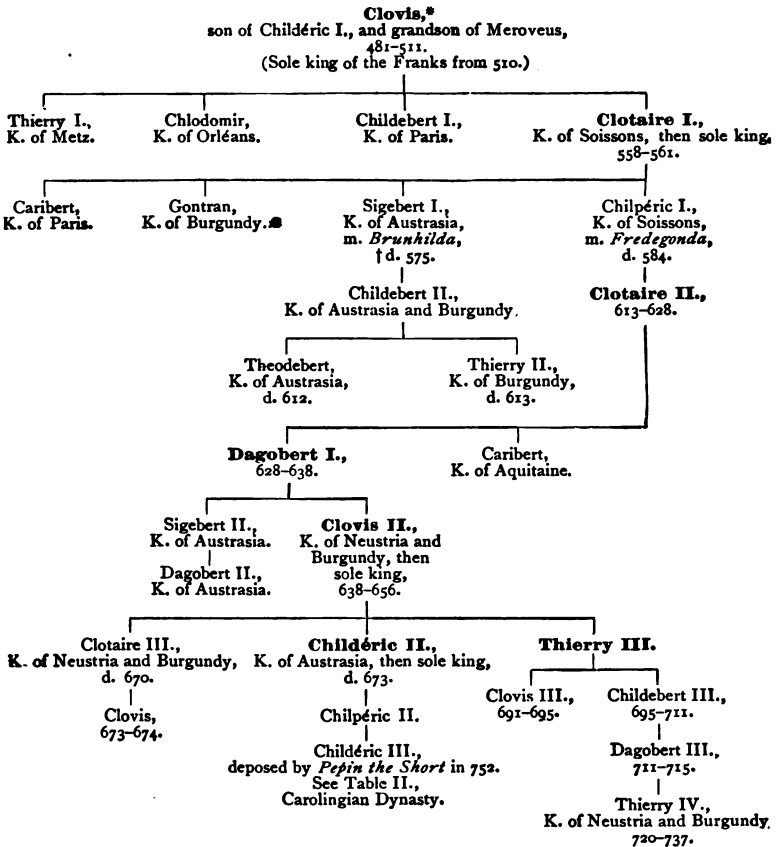 Clovis,*
son of Childéric I., and grandson of Meroveus,
481–511.
(Sole king of the Franks from 510.)
Thierry I.,
K. of Metz.
Chlodomir,
K. of Orléans.
Childebert I.,
K. of Paris.
Clotaire I.,
K. of Soissons, then sole king,
558–561.
Caribert,
K. of Paris.
Gontran,
K. of Burgundy.
Sigebert I.,
K. of Austrasia,
m. Brunhilda,
† d. 575.
Chilpéric I.,
K. of Soissons,
m. Fredegonda,
d. 584.
Childebert II.,
K. of Austrasia and Burgundy.
Clotaire II.,
613–628.
Theodebert,
K. of Austrasia,
d. 612.
Thierry II.,
K. of Burgundy,
d. 613.
Dagobert I.,
628–638.
Caribert,
K. of Aquitaine.
Sigebert II.,
K. of Austrasia.
Dagobert II.,
K. of Austrasia.
Clovis II.,
K. of Neustria and
Burgundy, then
sole king,
638–656.
Clotaire III.,
K. of Neustria and Burgundy,
d. 670.
Clovis,
673–674.
Childéric II.,
K. of Austrasia, then sole king,
d. 673.
Chilpéric II.
Childéric III.,
deposed by Pepin the Short in 752.
See Table II.,
Carolingian Dynasty.
Thierry III.
Clovis III.,
691–695.
Childebert III.,
695–711.
Dagobert III.,
711–715.
Thierry IV.,
K. of Neustria and Burgundy.
720–737.